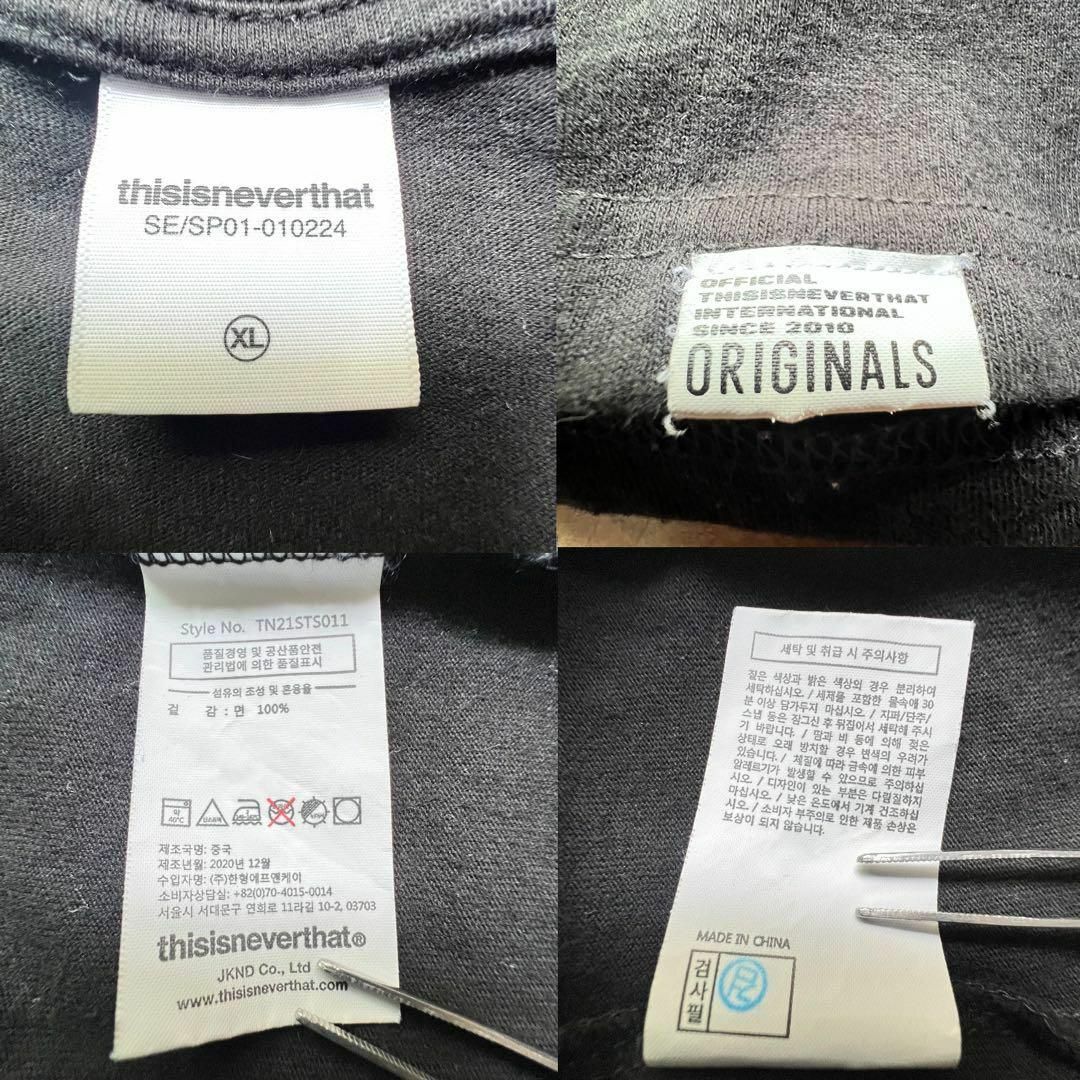 thisisneverthat
SE/SP01-010224
XL
OFFICIAL
THISISNEVERTHAT
INTERNATIONAL
SINCE 2010
ORIGINALS
Style No. TN21STS011
품질경영 및 공산품안전
관리법에 의한 품질표시
섬유의 조성 및 혼용율
겉 감 : 면 100%
약
40℃
제조국명: 중국
제조년월: 2020년 12월
수입자명: (주)한형에프앤케이
소비자상담실: +82(0)70-4015-0014
서울시 서대문구 연희로 11라길 10-2, 03703
thisisneverthat®
JKND Co., Ltd
www.thisisneverthat.com
세탁 및 취급 시 주의사항
짙은 색상과 밝은 색상의 경우 분리하여
세탁하십시오. / 세제를 포함한 물속에 30
분 이상 담가두지 마십시오. / 지퍼/단추/
스냅 등은 잠그신 후 뒤집어서 세탁해 주시
기 바랍니다. / 땀과 비 등에 의해 젖은
상태로 오래 방치할 경우 변색의 우려가
있습니다. / 체질에 따라 금속에 의한 피부
알레르기가 발생할 수 있으므로 주의하십
시오. / 디자인이 있는 부분은 다림질하지
마십시오. / 낮은 온도에서 기계 건조하십
시오. / 소비자 부주의로 인한 제품 손상은
보상이 되지 않습니다.
MADE IN CHINA
검사필